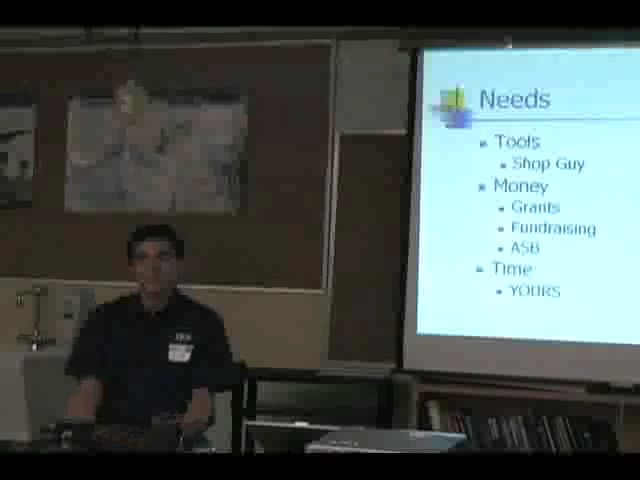 Needs
Tools
Shop Guy
Money
Grants
Fundraising
ASB
Time
YOURS